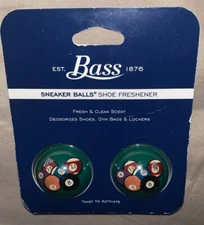 EST. Bass 1876
SNEAKER BALLS® SHOE FRESHENER
FRESH & CLEAN SCENT
DEODORIZES SHOES, GYM BAGS & LOCKERS
TWIST TO ACTIVATE